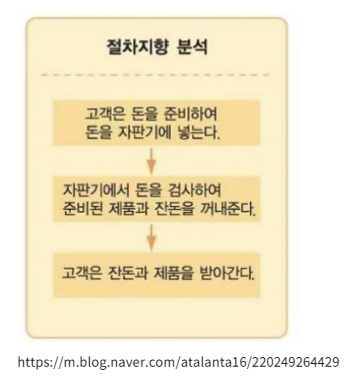 절차지향 분석
고객은 돈을 준비하여
돈을 자판기에 넣는다.
자판기에서 돈을 검사하여
준비된 제품과 잔돈을 꺼내준다.
고객은 잔돈과 제품을 받아간다.
https://m.blog.naver.com/atalanta16/220249264429